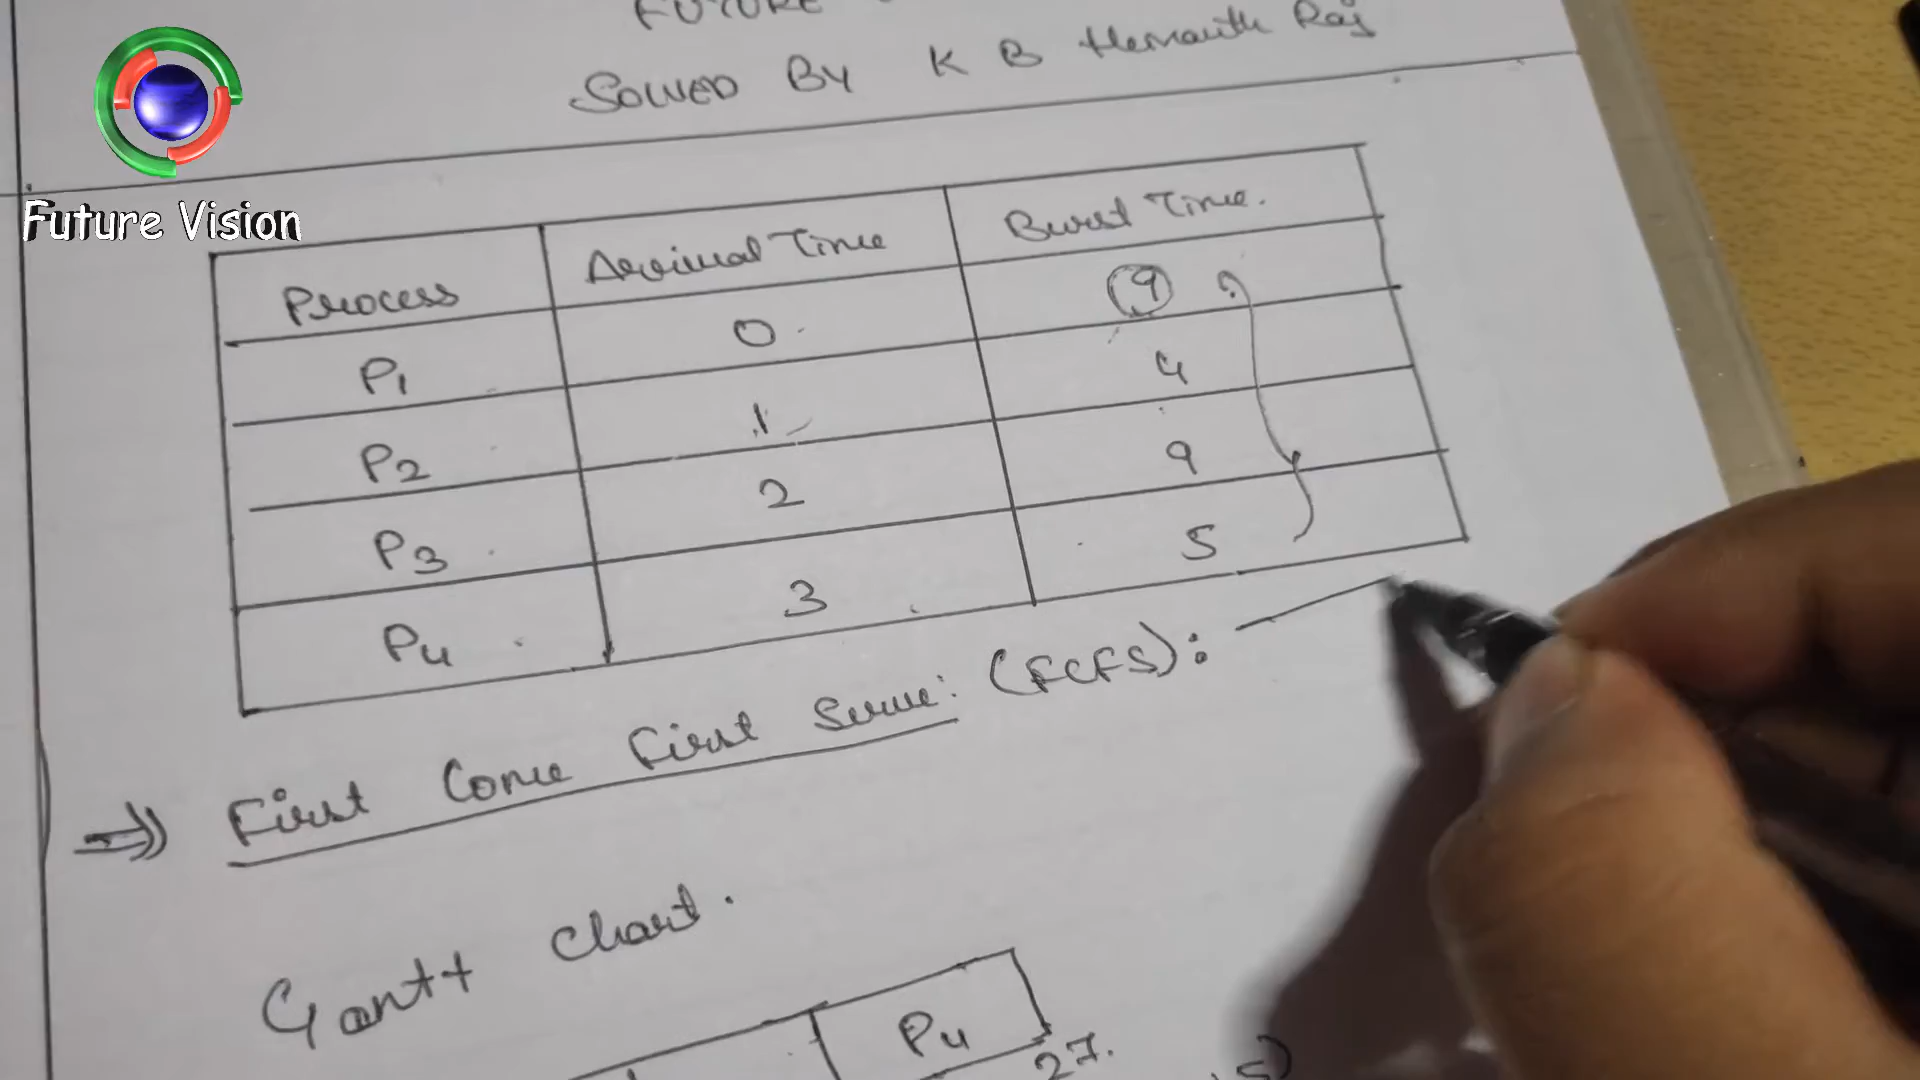 FUTURE
SOLVED BY K B Hemanth Raj
Future Vision
Process Arrival Time Burst Time.
P1 0 9
P2 1 4
P3 2 9
P4 3 5
First Come First Serve: (FCFS):
Gantt chart.
P4
27.